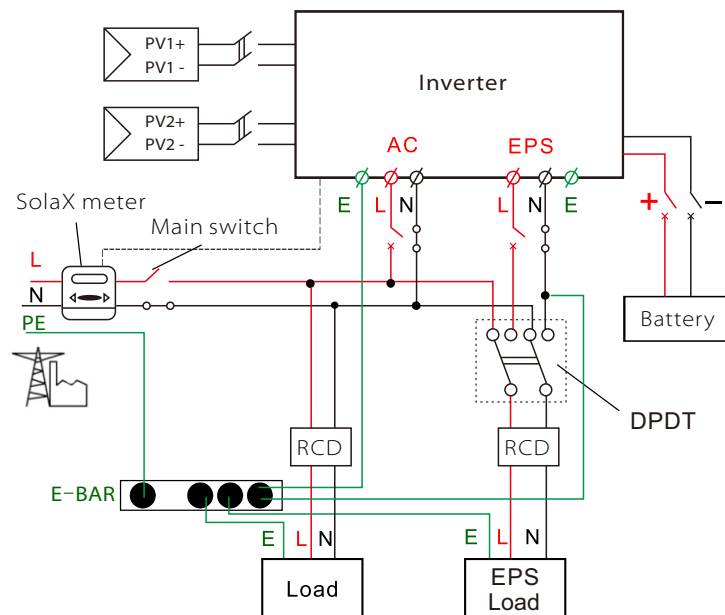 PV1+
PV1 -
PV2+
PV2 -
Inverter
AC
EPS
E
L
N
L
N
E
SolaX meter
Main switch
+
−
L
N
PE
Battery
DPDT
RCD
RCD
E-BAR
E
L
N
E
L
N
Load
EPS
Load